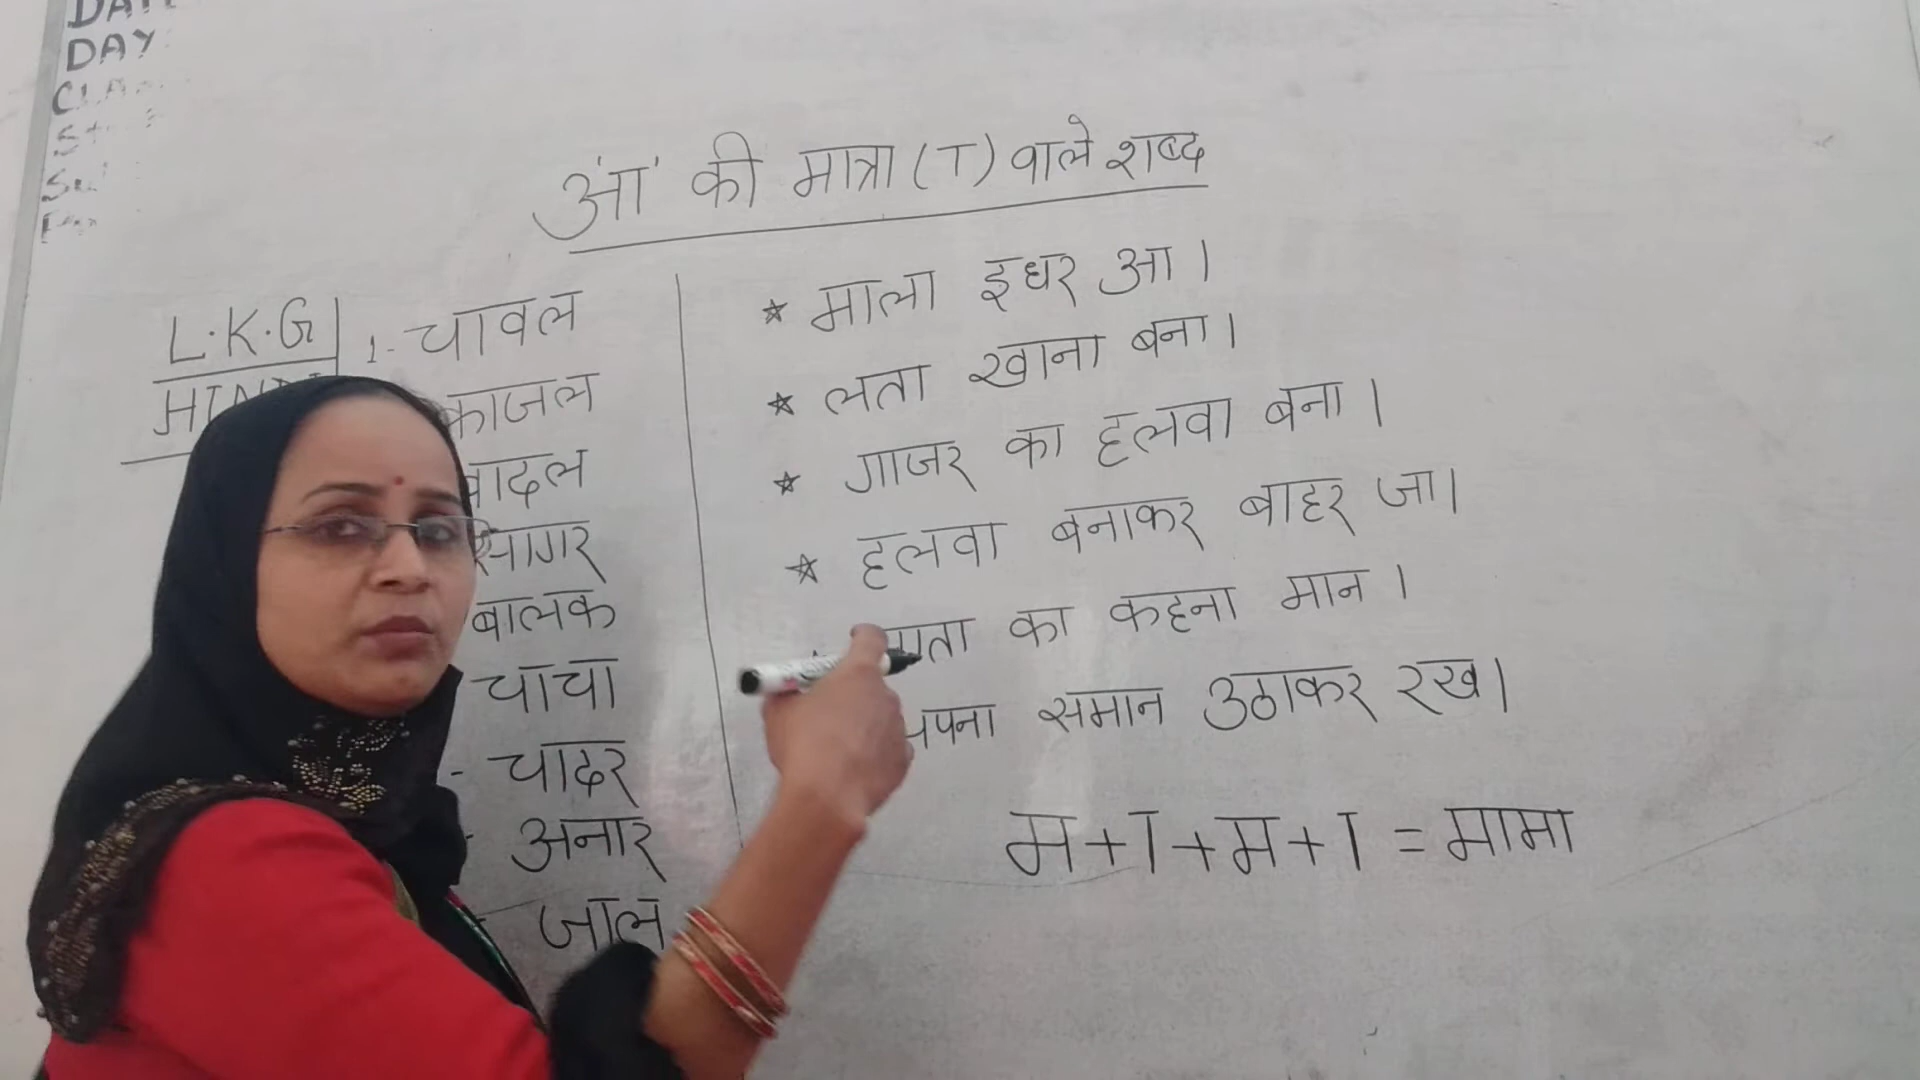 DAY
'आ' की मात्रा (ा) वाले शब्द
L.K.G
1- चावल
काजल
बादल
सागर
बालक
चाचा
- चादर
- अनार
- जाल
* माला इधर आ ।
* लता खाना बना ।
* गाजर का हलवा बना ।
* हलवा बनाकर बाहर जा ।
का कहना मान ।
समान उठाकर रख ।
म + ा + म + ा = मामा